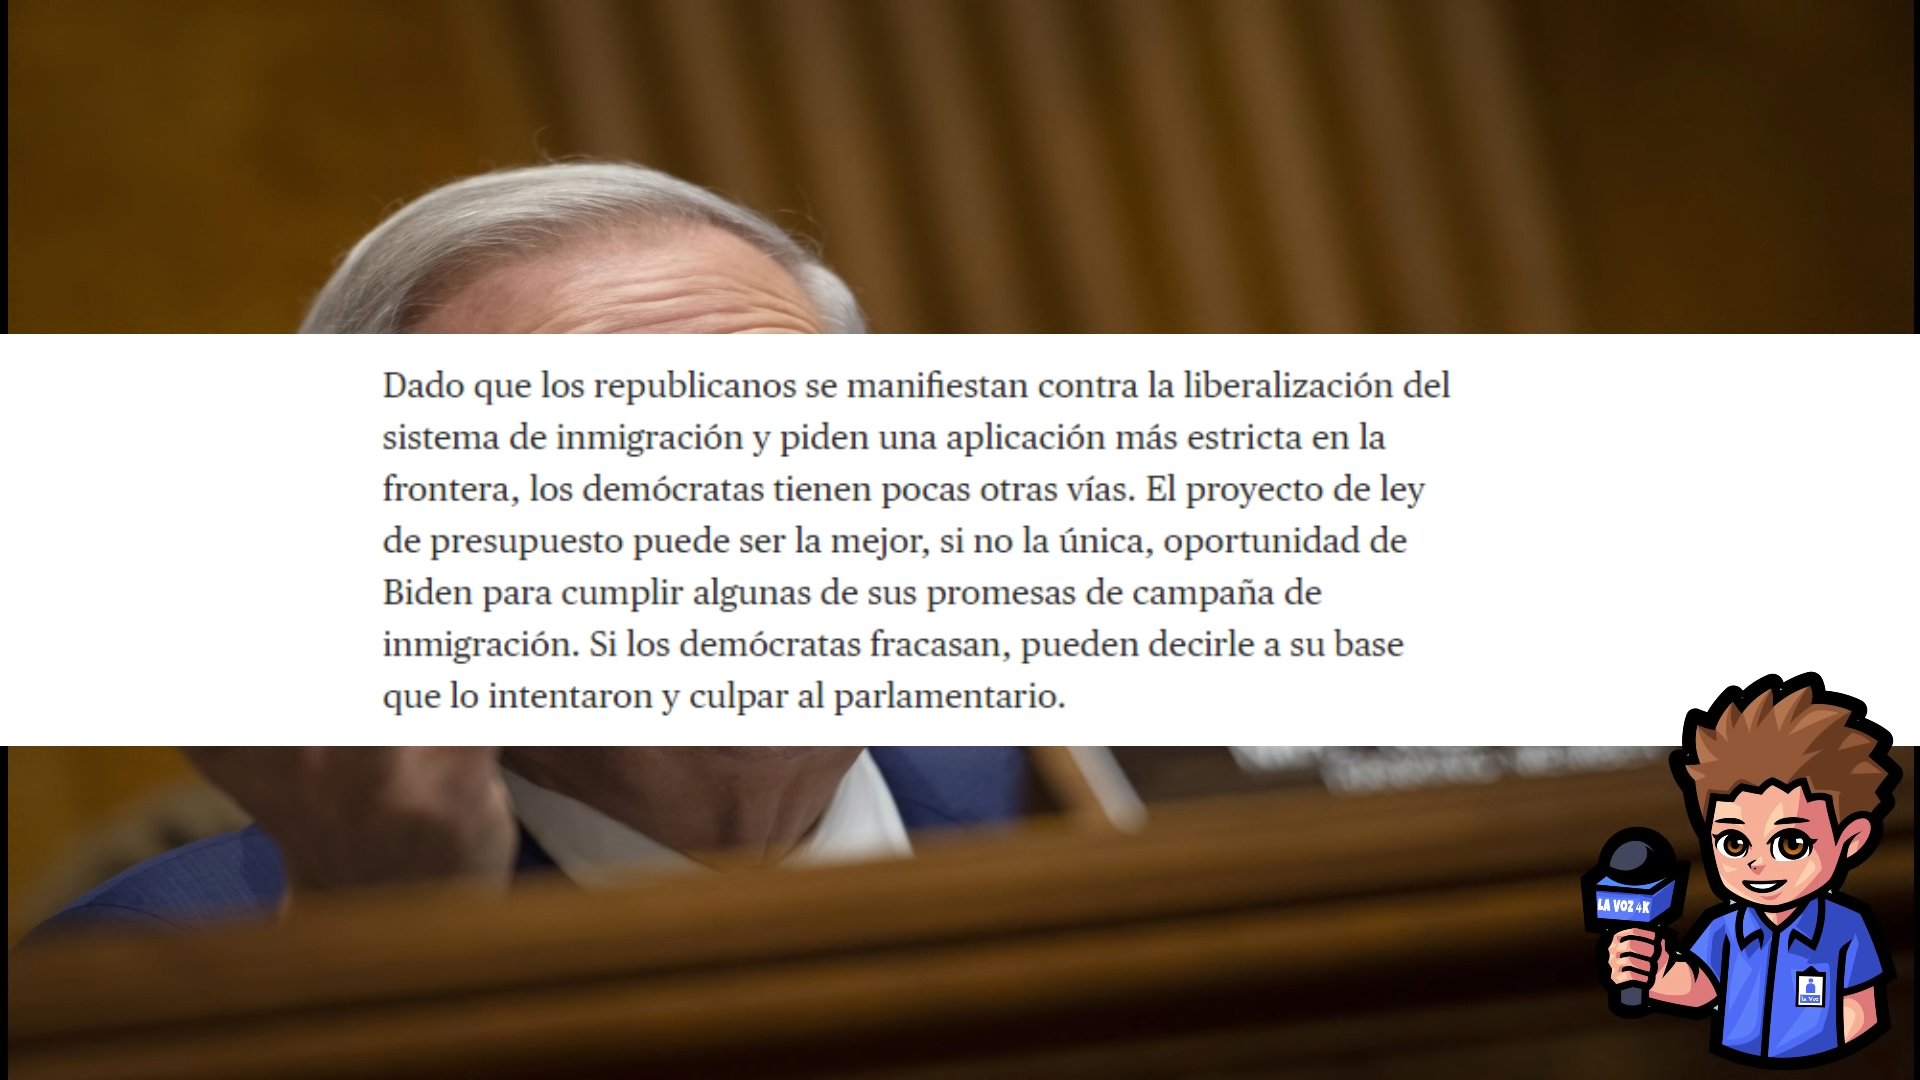 Dado que los republicanos se manifiestan contra la liberalización del
sistema de inmigración y piden una aplicación más estricta en la
frontera, los demócratas tienen pocas otras vías. El proyecto de ley
de presupuesto puede ser la mejor, si no la única, oportunidad de
Biden para cumplir algunas de sus promesas de campaña de
inmigración. Si los demócratas fracasan, pueden decirle a su base
que lo intentaron y culpar al parlamentario.
LA VOZ 4K
la Voz